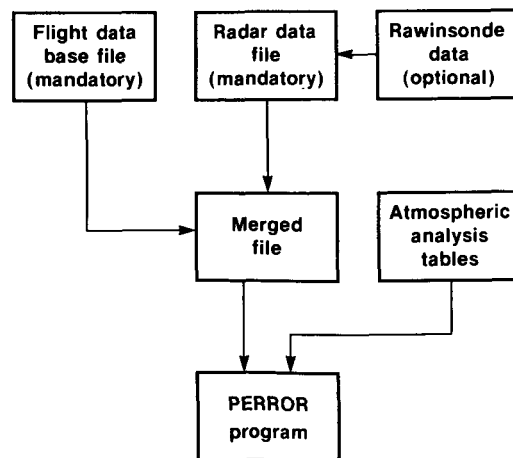 Flight data
base file
(mandatory)
Radar data
file
(mandatory)
Rawinsonde
data
(optional)
Merged
file
Atmospheric
analysis
tables
PERROR
program